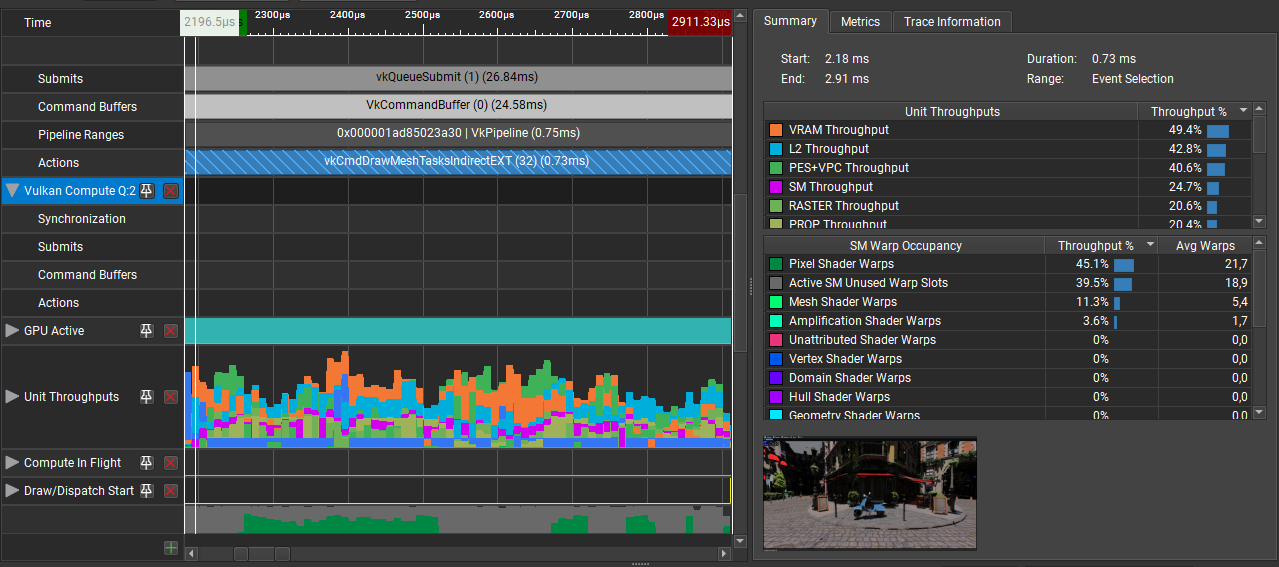 Time
2196.5µs
2300µs 2400µs 2500µs 2600µs 2700µs 2800µs
2911.33µs
Submits
vkQueueSubmit (1) (26.84ms)
Command Buffers
VkCommandBuffer (0) (24.58ms)
Pipeline Ranges
0x000001ad85023a30 | VkPipeline (0.75ms)
Actions
vkCmdDrawMeshTasksIndirectEXT (32) (0.73ms)
Vulkan Compute Q:2
Synchronization
Submits
Command Buffers
Actions
GPU Active
Unit Throughputs
Compute In Flight
Draw/Dispatch Start
Summary Metrics Trace Information
Start: 2.18 ms Duration: 0.73 ms
End: 2.91 ms Range: Event Selection
Unit Throughputs Throughput %
VRAM Throughput 49.4%
L2 Throughput 42.8%
PES+VPC Throughput 40.6%
SM Throughput 24.7%
RASTER Throughput 20.6%
PROP Throughput 20.4%
SM Warp Occupancy Throughput % Avg Warps
Pixel Shader Warps 45.1% 21,7
Active SM Unused Warp Slots 39.5% 18,9
Mesh Shader Warps 11.3% 5,4
Amplification Shader Warps 3.6% 1,7
Unattributed Shader Warps 0% 0,0
Vertex Shader Warps 0% 0,0
Domain Shader Warps 0% 0,0
Hull Shader Warps 0% 0,0
Geometry Shader Warps 0% 0,0